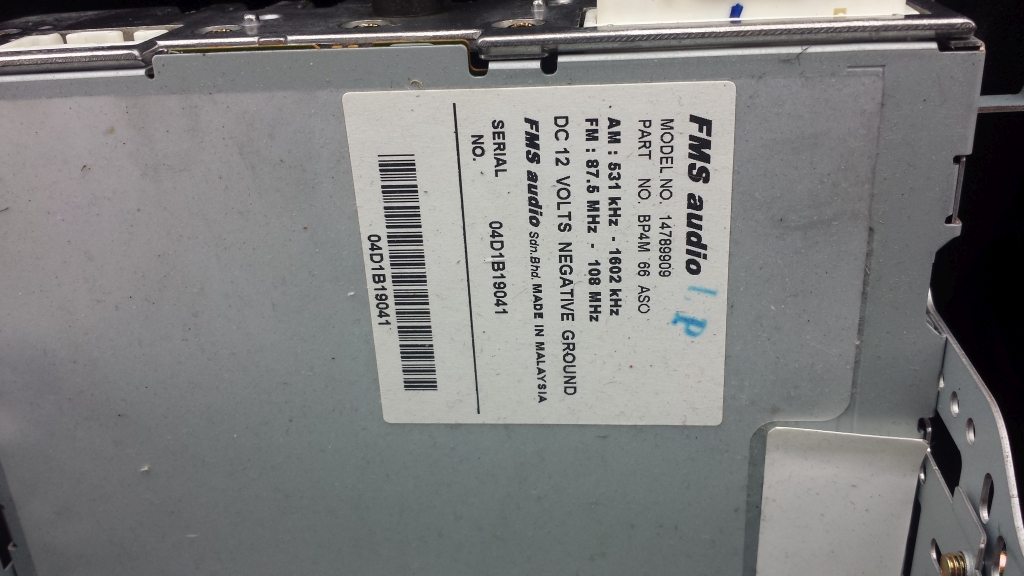 FMS audio 1 P
MODEL NO. 14789909
PART NO. BP4M 66 ASO
AM : 531 kHz - 1602 kHz
FM : 87.5 MHz - 108 MHz
DC 12 VOLTS NEGATIVE GROUND
FMS audio Sdn.Bhd. MADE IN MALAYSIA
SERIAL NO. 04D1B19041
04D1B19041